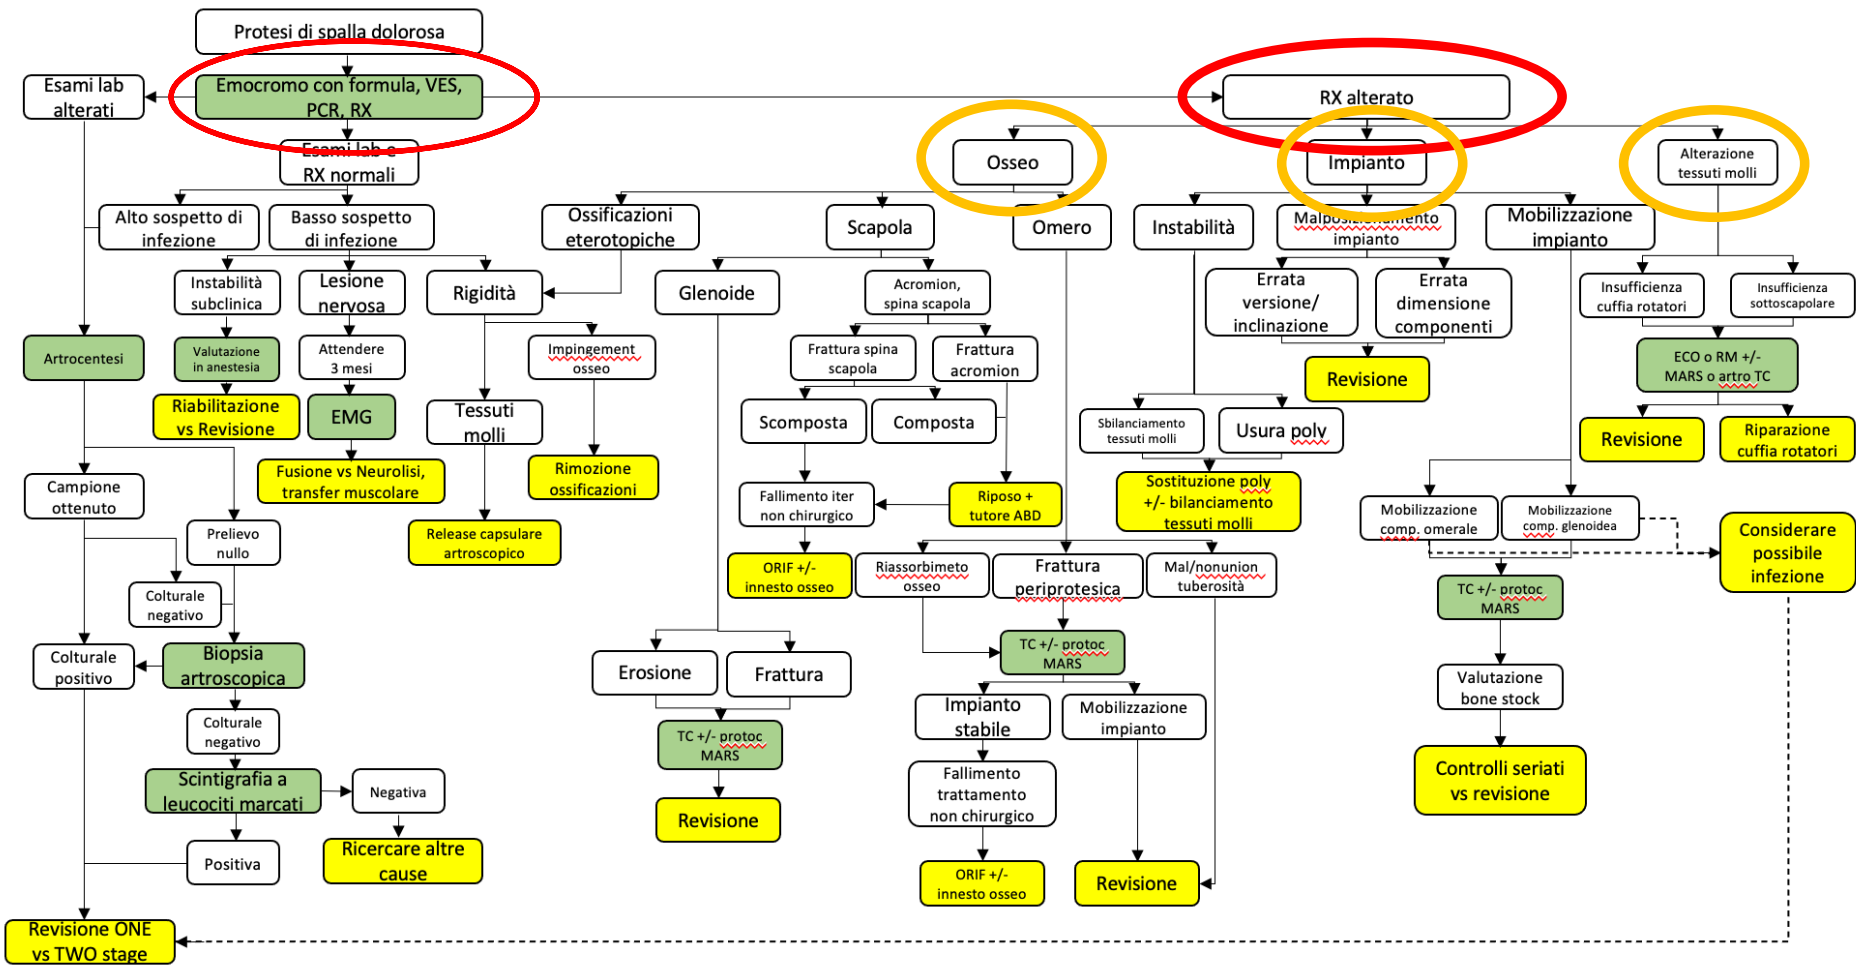 Protesi di spalla dolorosa
Esami lab
alterati
Emocromo con formula, VES,
PCR, RX
RX alterato
Esami lab e
RX normali
Osseo
Impianto
Alterazione
tessuti molli
Alto sospetto di
infezione
Basso sospetto
di infezione
Ossificazioni
eterotopiche
Scapola
Omero
Instabilità
Malposizionamento
impianto
Mobilizzazione
impianto
Instabilità
subclinica
Lesione
nervosa
Rigidità
Glenoide
Acromion,
spina scapola
Errata
versione/
inclinazione
Errata
dimensione
componenti
Insufficienza
cuffia rotatori
Insufficienza
sottoscapolare
Artrocentesi
Valutazione
in anestesia
Attendere
3 mesi
Impingement
osseo
Frattura spina
scapola
Frattura
acromion
Revisione
ECO o RM +/-
MARS o artro TC
Riabilitazione
vs Revisione
EMG
Tessuti
molli
Scomposta
Composta
Sbilanciamento
tessuti molli
Usura poly
Revisione
Riparazione
cuffia rotatori
Fusione vs Neurolisi,
transfer muscolare
Rimozione
ossificazioni
Campione
ottenuto
Fallimento iter
non chirurgico
Riposo +
tutore ABD
Sostituzione poly
+/- bilanciamento
tessuti molli
Mobilizzazione
comp. omerale
Mobilizzazione
comp. glenoidea
Prelievo
nullo
Release capsulare
artroscopico
Considerare
possibile
infezione
ORIF +/-
innesto osseo
Riassorbimeto
osseo
Frattura
periprotesica
Mal/nonunion
tuberosità
Colturale
negativo
TC +/- protoc
MARS
Colturale
positivo
Biopsia
artroscopica
Erosione
Frattura
TC +/- protoc
MARS
Valutazione
bone stock
Colturale
negativo
TC +/- protoc
MARS
Impianto
stabile
Mobilizzazione
impianto
Scintigrafia a
leucociti marcati
Negativa
Fallimento
trattamento
non chirurgico
Controlli seriati
vs revisione
Revisione
Positiva
Ricercare altre
cause
ORIF +/-
innesto osseo
Revisione
Revisione ONE
vs TWO stage